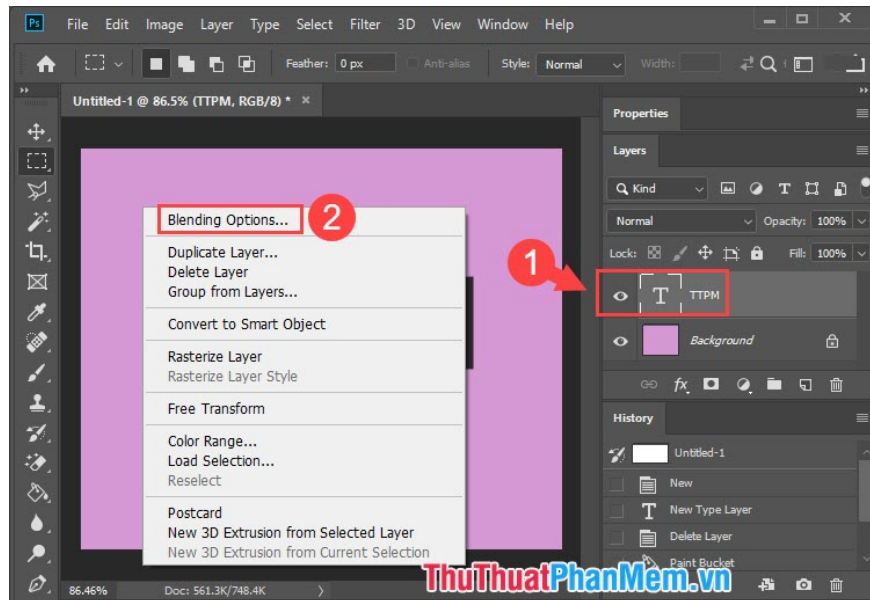 Ps File Edit Image Layer Type Select Filter 3D View Window Help
Feather: 0 px Anti-alias Style: Normal Width:
Untitled-1 @ 86.5% (TTPM, RGB/8) * ×
Properties
Layers
Kind
Normal Opacity: 100%
Lock: Fill: 100%
1
T TTPM
Background
fx
History
Untitled-1
New
T New Type Layer
Delete Layer
Paint Bucket
Blending Options...
2
Duplicate Layer...
Delete Layer
Group from Layers...
Convert to Smart Object
Rasterize Layer
Rasterize Layer Style
Free Transform
Color Range...
Load Selection...
Reselect
Postcard
New 3D Extrusion from Selected Layer
New 3D Extrusion from Current Selection
86.46% Doc: 561.3K/748.4K
ThuThuatPhanMem.vn